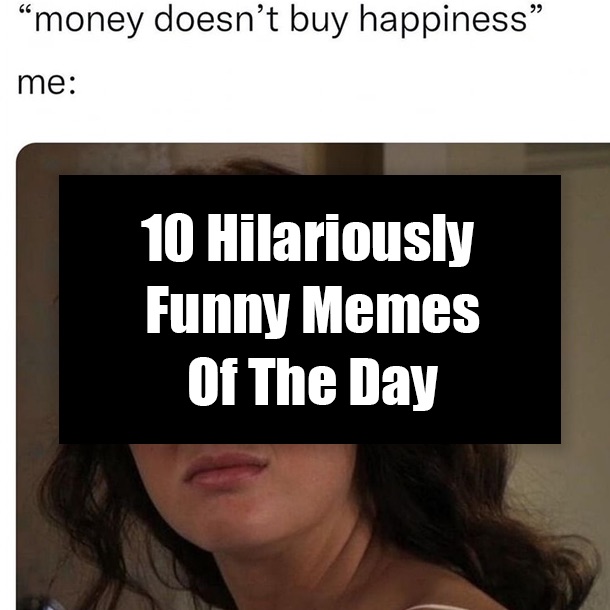 “money doesn’t buy happiness”
me:
10 Hilariously
Funny Memes
Of The Day